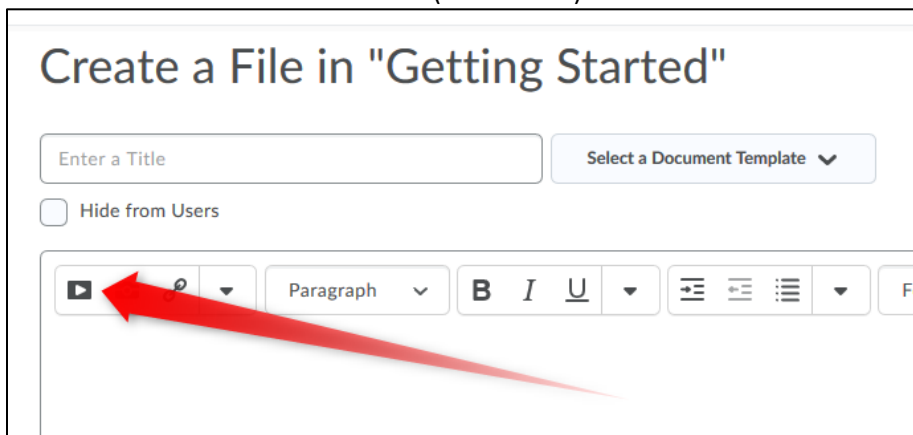 Create a File in "Getting Started"
Enter a Title
Select a Document Template
Hide from Users
Paragraph B I U F